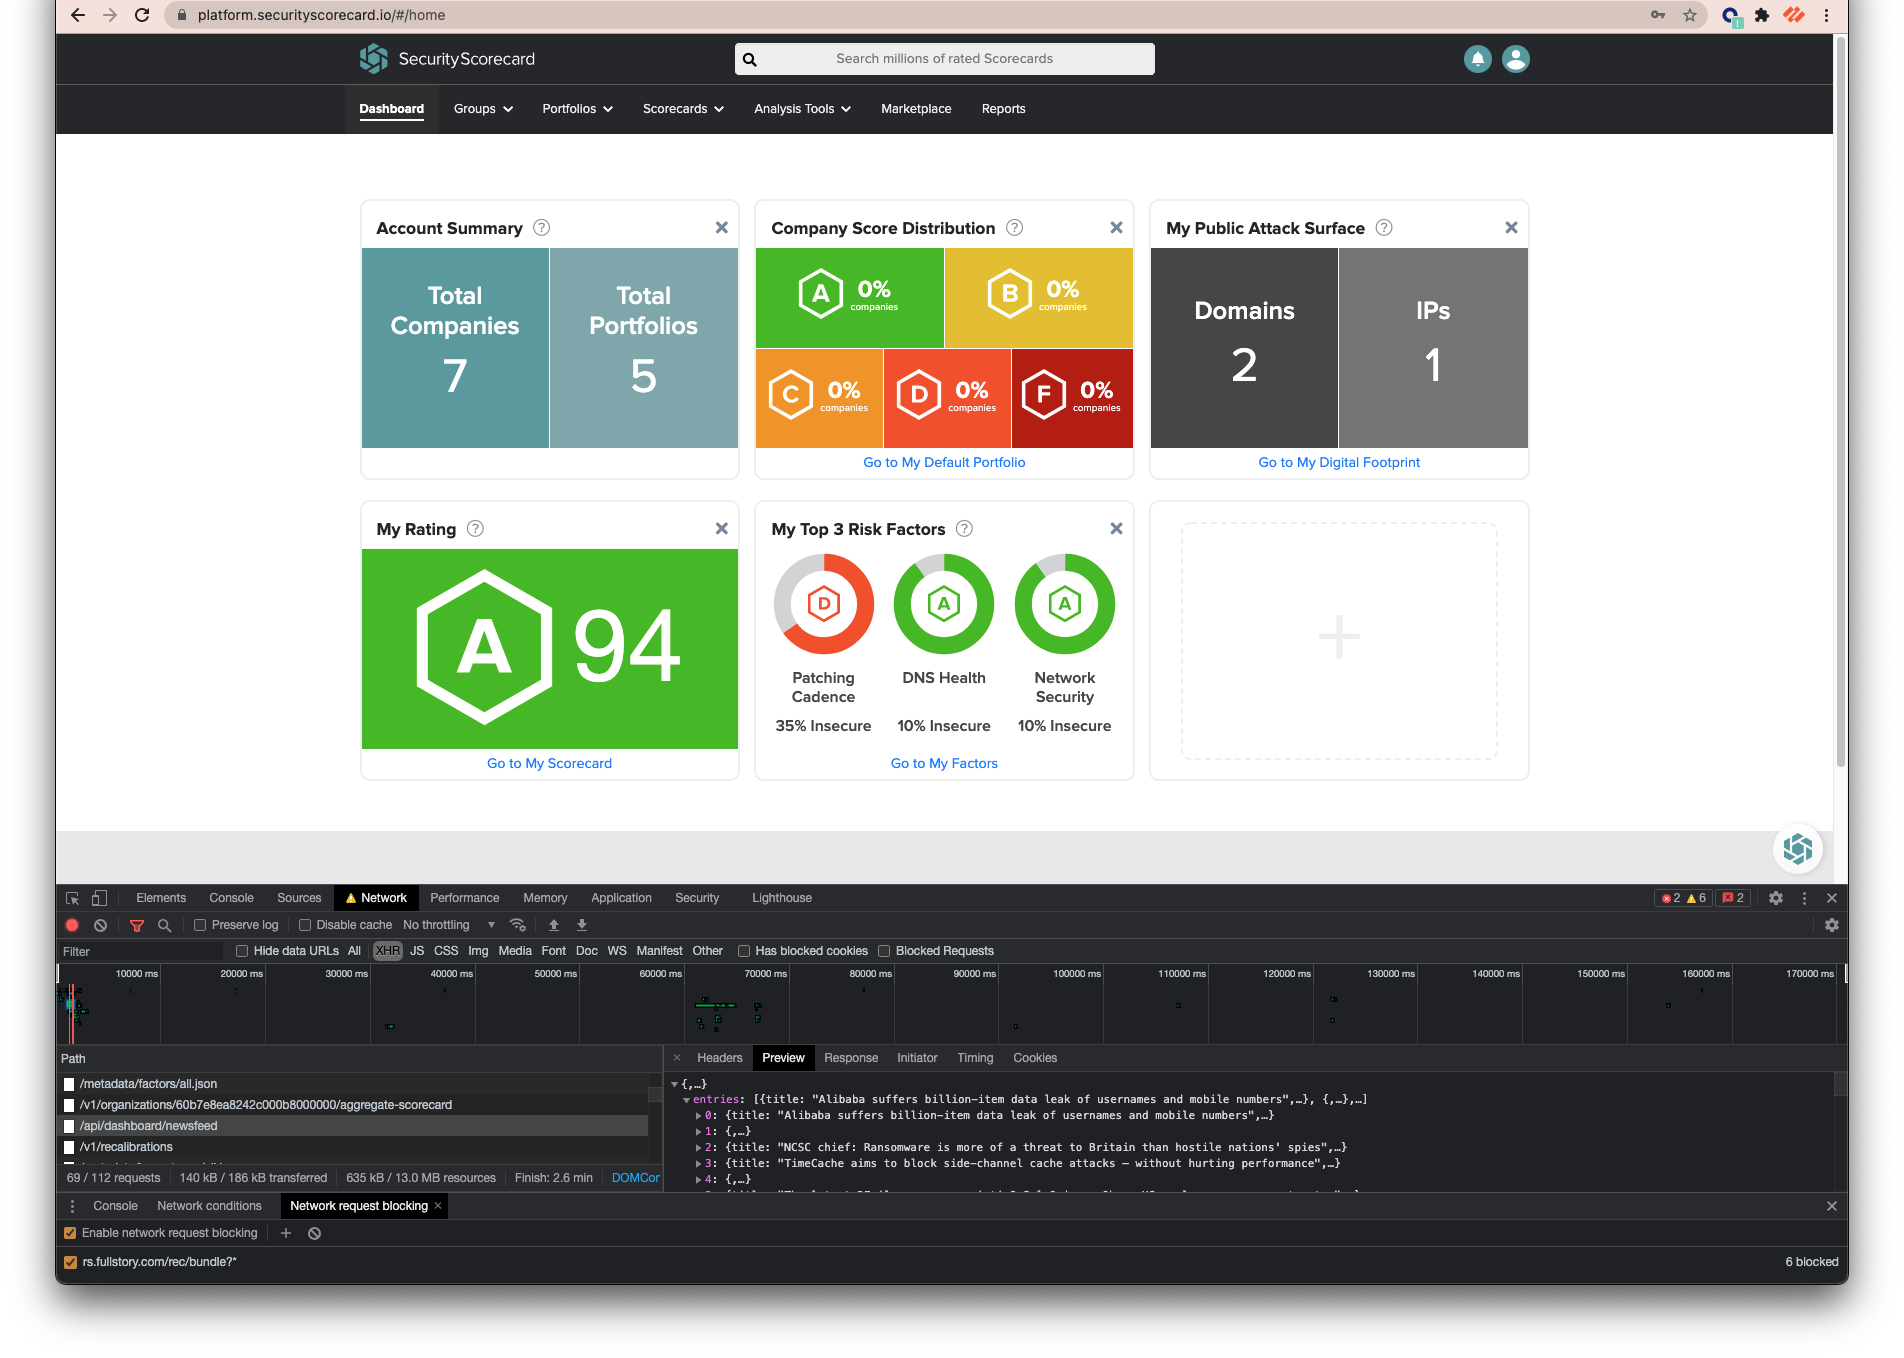 platform.securityscorecard.io/#/home
SecurityScorecard
Search millions of rated Scorecards
Dashboard Groups Portfolios Scorecards Analysis Tools Marketplace Reports
Account Summary ?
Total Companies
7
Total Portfolios
5
Company Score Distribution ?
A 0% companies
B 0% companies
C 0% companies
D 0% companies
F 0% companies
Go to My Default Portfolio
My Public Attack Surface ?
Domains
2
IPs
1
Go to My Digital Footprint
My Rating ?
A 94
Go to My Scorecard
My Top 3 Risk Factors ?
D
Patching
Cadence
35% Insecure
A
DNS Health
10% Insecure
A
Network
Security
10% Insecure
Go to My Factors
Elements Console Sources Network Performance Memory Application Security Lighthouse 2 6 2
Preserve log Disable cache No throttling
Filter Hide data URLs All XHR JS CSS Img Media Font Doc WS Manifest Other Has blocked cookies Blocked Requests
10000 ms 20000 ms 30000 ms 40000 ms 50000 ms 60000 ms 70000 ms 80000 ms 90000 ms 100000 ms 110000 ms 120000 ms 130000 ms 140000 ms 150000 ms 160000 ms 170000 ms
Path
/metadata/factors/all.json
/v1/organizations/60b7e8ea8242c000b8000000/aggregate-scorecard
/api/dashboard/newsfeed
/v1/recalibrations
69 / 112 requests 140 kB / 186 kB transferred 635 kB / 13.0 MB resources Finish: 2.6 min DOMCor
Headers Preview Response Initiator Timing Cookies
{,…}
entries: [{title: "Alibaba suffers billion-item data leak of usernames and mobile numbers",…}, {,…},…]
0: {title: "Alibaba suffers billion-item data leak of usernames and mobile numbers",…}
1: {,…}
2: {title: "NCSC chief: Ransomware is more of a threat to Britain than hostile nations' spies",…}
3: {title: "TimeCache aims to block side-channel cache attacks – without hurting performance",…}
4: {,…}
Console Network conditions Network request blocking
Enable network request blocking
rs.fullstory.com/rec/bundle?* 6 blocked